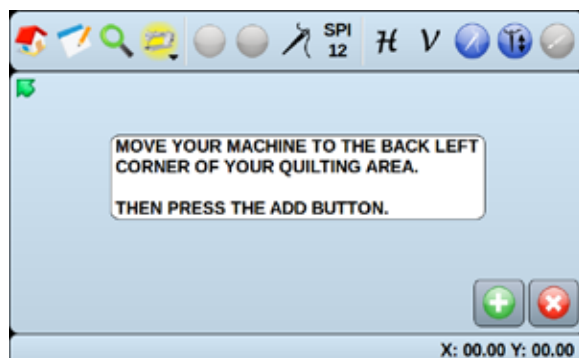 SPI
12
H V
MOVE YOUR MACHINE TO THE BACK LEFT
CORNER OF YOUR QUILTING AREA.
THEN PRESS THE ADD BUTTON.
X: 00.00 Y: 00.00